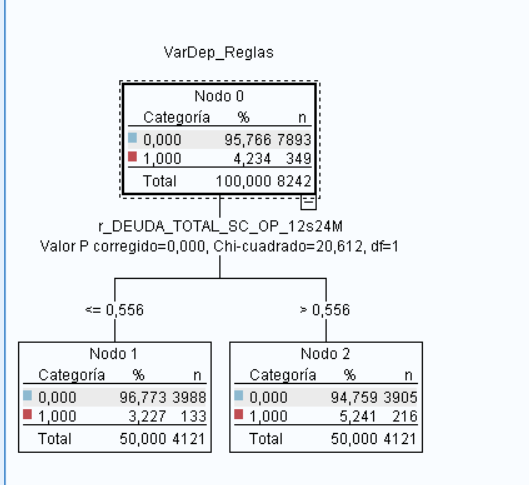 VarDep_Reglas
Nodo 0
Categoría % n
0,000 95,766 7893
1,000 4,234 349
Total 100,000 8242
r_DEUDA_TOTAL_SC_OP_12s24M
Valor P corregido=0,000, Chi-cuadrado=20,612, df=1
<= 0,556
> 0,556
Nodo 1
Categoría % n
0,000 96,773 3988
1,000 3,227 133
Total 50,000 4121
Nodo 2
Categoría % n
0,000 94,759 3905
1,000 5,241 216
Total 50,000 4121